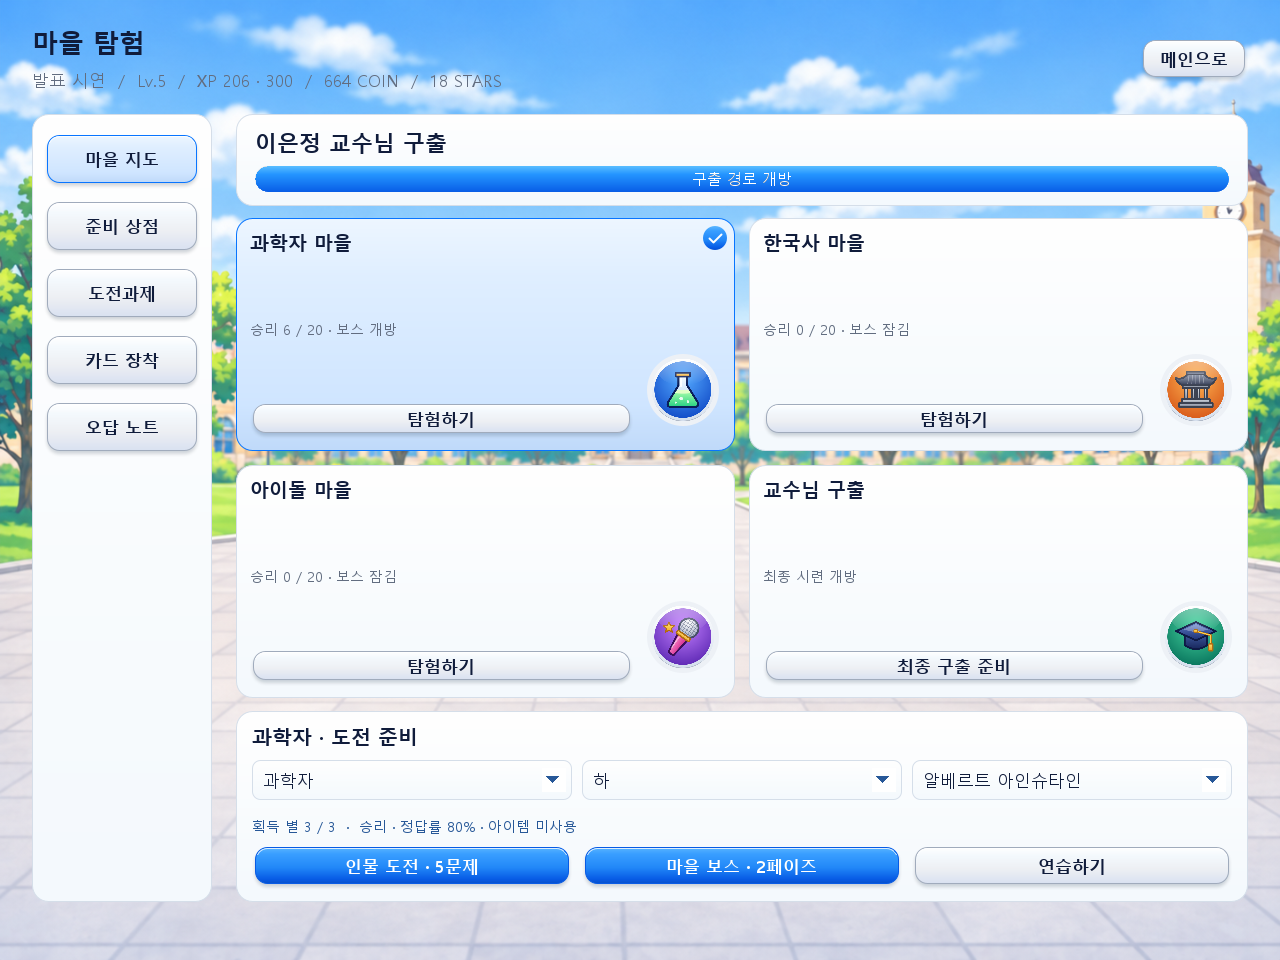 마을 탐험
발표 시연 / Lv.5 / XP 206 · 300 / 664 COIN / 18 STARS
메인으로
마을 지도
준비 상점
도전과제
카드 장착
오답 노트
이은정 교수님 구출
구출 경로 개방
과학자 마을
승리 6 / 20 · 보스 개방
탐험하기
한국사 마을
승리 0 / 20 · 보스 잠김
탐험하기
아이돌 마을
승리 0 / 20 · 보스 잠김
탐험하기
교수님 구출
최종 시련 개방
최종 구출 준비
과학자 · 도전 준비
과학자
하
알베르트 아인슈타인
획득 별 3 / 3 · 승리 · 정답률 80% · 아이템 미사용
인물 도전 · 5문제
마을 보스 · 2페이즈
연습하기